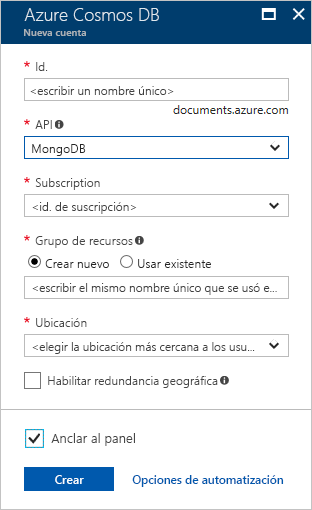 Azure Cosmos DB
Nueva cuenta
* Id.
<escribir un nombre único>
documents.azure.com
* API
MongoDB
* Subscription
<id. de suscripción>
* Grupo de recursos
Crear nuevo Usar existente
<escribir el mismo nombre único que se usó e...
* Ubicación
<elegir la ubicación más cercana a los usu...
Habilitar redundancia geográfica
Anclar al panel
Crear Opciones de automatización